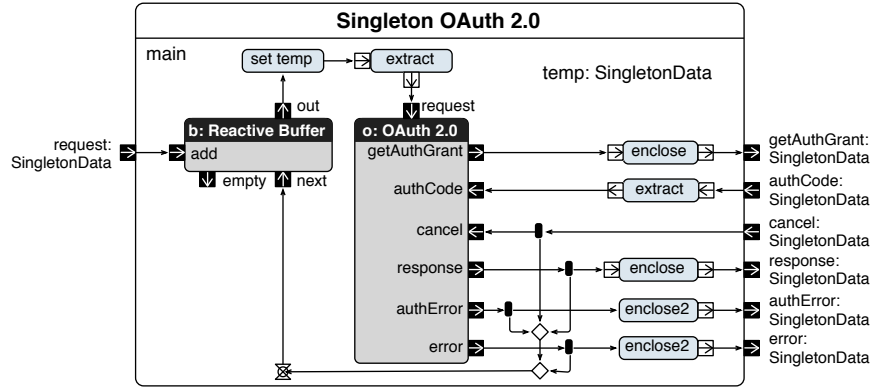 Singleton OAuth 2.0
main
set temp
extract
temp: SingletonData
out
request
b: Reactive Buffer
o: OAuth 2.0
request:
SingletonData
add
empty
next
getAuthGrant
enclose
getAuthGrant:
SingletonData
authCode
extract
authCode:
SingletonData
cancel
cancel:
SingletonData
response
enclose
response:
SingletonData
authError
enclose2
authError:
SingletonData
error
enclose2
error:
SingletonData